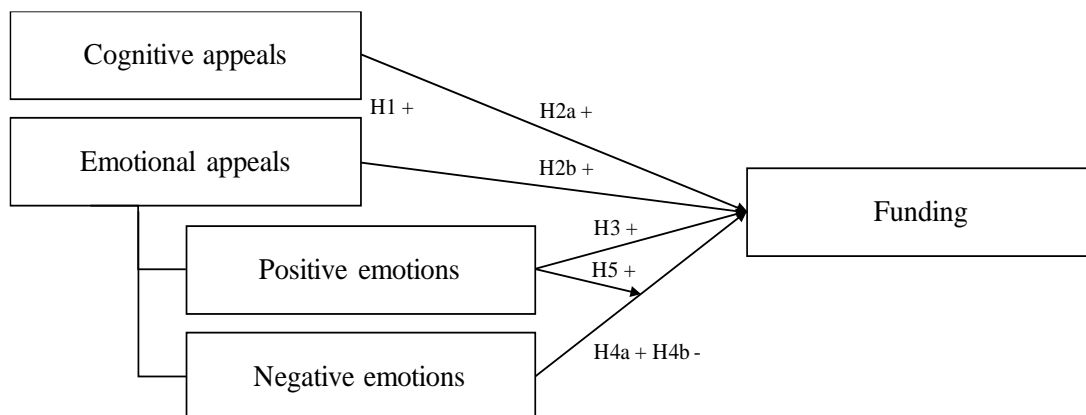 Cognitive appeals
H1 +
H2a +
Emotional appeals
H2b +
Funding
H3 +
Positive emotions
H5 +
H4a + H4b -
Negative emotions